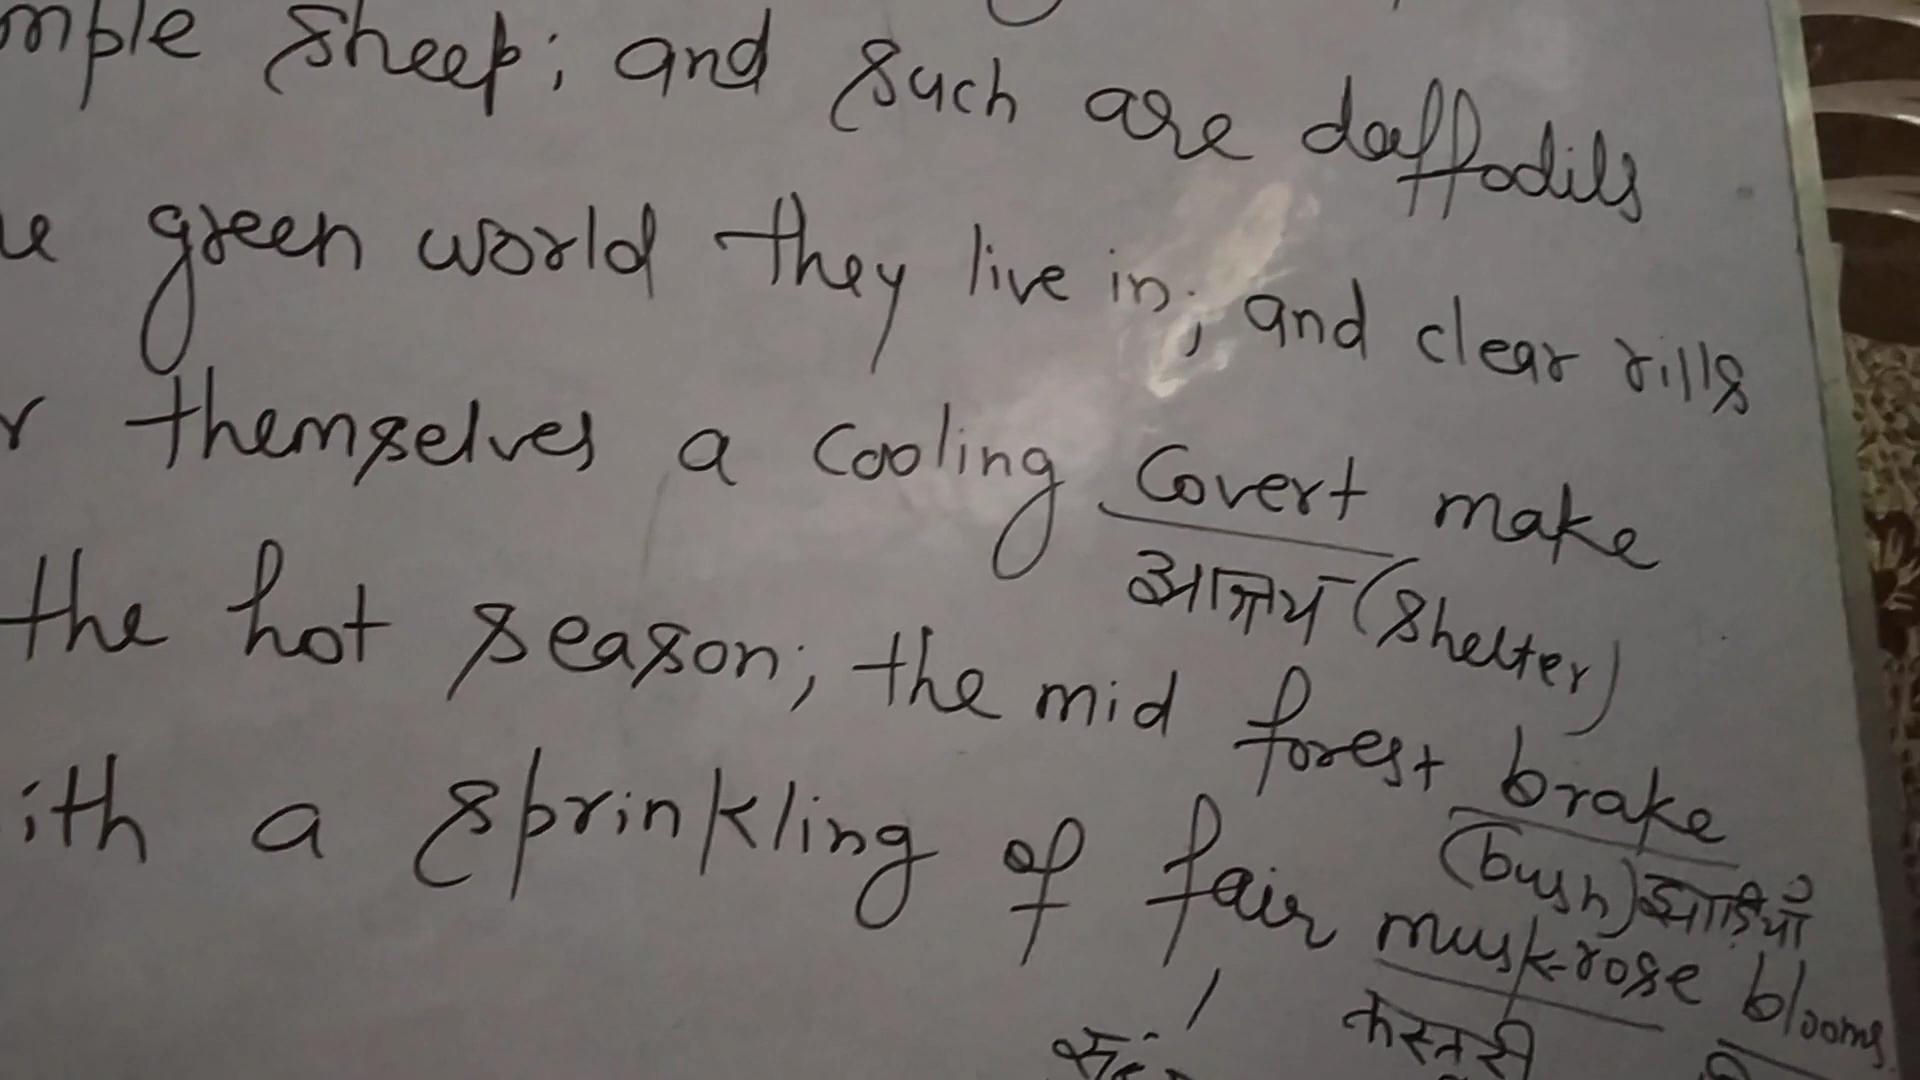 mple sheep; and such are daffodils
green world they live in; and clear rills
r themselves a cooling Covert make
आश्रय (shelter)
the hot season; the mid forest brake
(bush) झाड़ियाँ
ith a sprinkling of fair musk-rose blooms
कस्तूरी